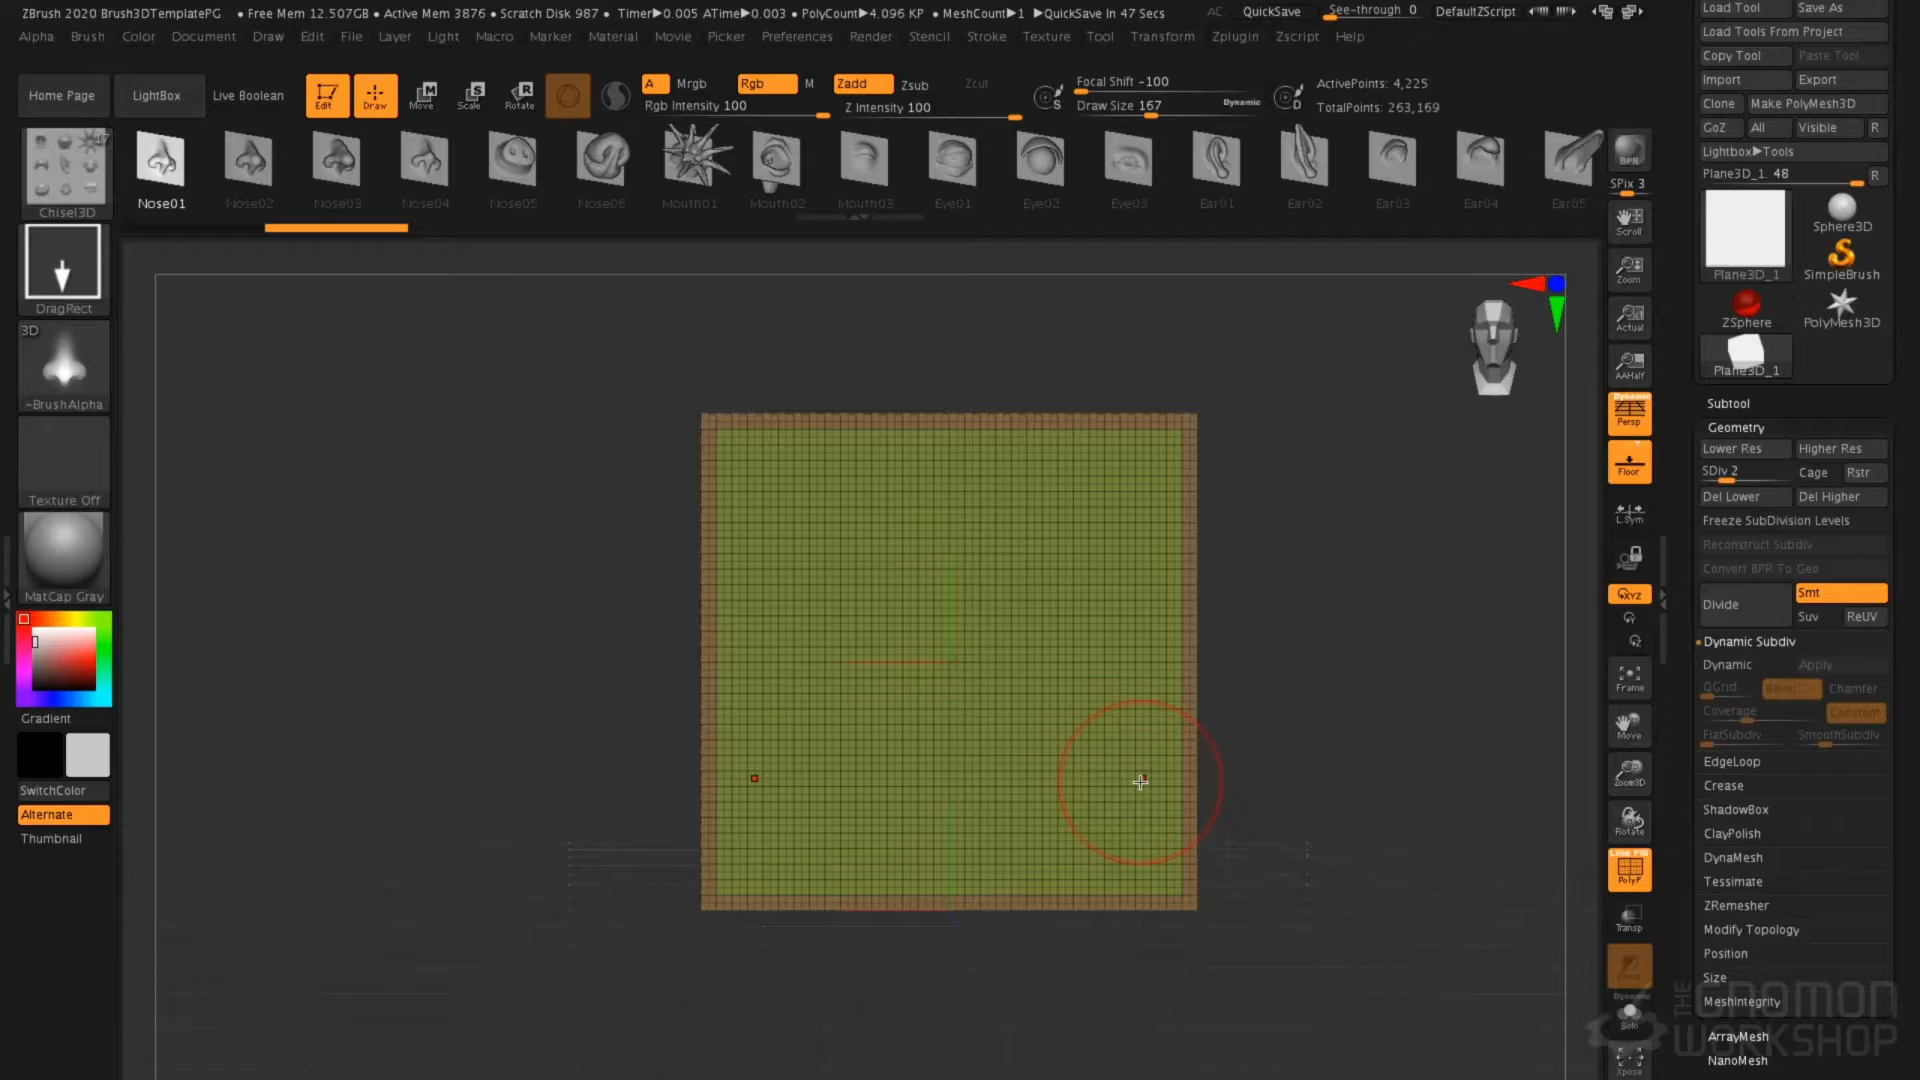 ZBrush 2020 Brush3DTemplatePG • Free Mem 12.507GB • Active Mem 3876 • Scratch Disk 987 • Timer▶0.005 ATime▶0.003 • PolyCount▶4.096 KP • MeshCount▶1 ▶QuickSave In 47 Secs AC QuickSave See-through 0 DefaultZScript
Alpha Brush Color Document Draw Edit File Layer Light Macro Marker Material Movie Picker Preferences Render Stencil Stroke Texture Tool Transform Zplugin Zscript Help
Home Page LightBox Live Boolean Edit Draw Move Scale Rotate
A Mrgb Rgb M Zadd Zsub Zcut
Rgb Intensity 100 Z Intensity 100
Focal Shift -100
Draw Size 167 Dynamic
ActivePoints: 4,225
TotalPoints: 263,169
17
Chisel3D
Nose01 Nose02 Nose03 Nose04 Nose05 Nose06 Mouth01 Mouth02 Mouth03 Eye01 Eye02 Eye03 Ear01 Ear02 Ear03 Ear04 Ear05
DragRect
3D
~BrushAlpha
Texture Off
MatCap Gray
Gradient
SwitchColor
Alternate
Thumbnail
BPR
SPix 3
Scroll
Zoom
Actual
AAHalf
Dynamic
Persp
Floor
L.Sym
XYZ
Y
Z
Frame
Move
Zoom3D
Rotate
Line Fill
PolyF
Transp
Dynamic
Solo
Xpose
Load Tool Save As
Load Tools From Project
Copy Tool Paste Tool
Import Export
Clone Make PolyMesh3D
GoZ All Visible R
Lightbox▶Tools
Plane3D_1. 48 R
Plane3D_1
Sphere3D
SimpleBrush
ZSphere
PolyMesh3D
Plane3D_1
Subtool
Geometry
Lower Res Higher Res
SDiv 2 Cage Rstr
Del Lower Del Higher
Freeze SubDivision Levels
Reconstruct Subdiv
Convert BPR To Geo
Divide Smt
Suv ReUV
Dynamic Subdiv
Dynamic Apply
QGrid Bevel Chamfer
Coverage Constant
FlatSubdiv SmoothSubdiv
EdgeLoop
Crease
ShadowBox
ClayPolish
DynaMesh
Tessimate
ZRemesher
Modify Topology
Position
Size
MeshIntegrity
ArrayMesh
NanoMesh
THE GNOMON WORKSHOP